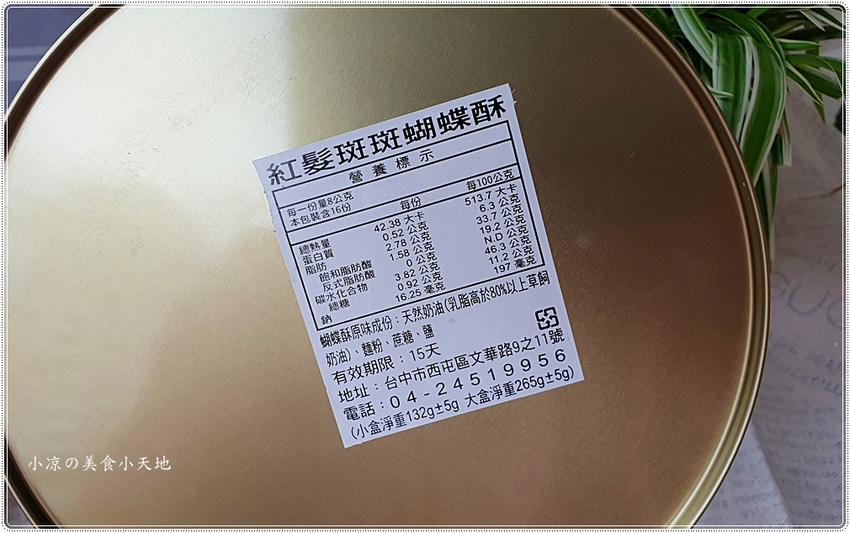 紅髮斑斑蝴蝶酥
營養標示
每一份量8公克
本包裝含16份
每份 每100公克
總熱量 42.38 大卡 513.7 大卡
蛋白質 0.52 公克 6.3 公克
脂肪 2.78 公克 33.7 公克
飽和脂肪酸 1.58 公克 19.2 公克
反式脂肪酸 0 公克 N.D 公克
碳水化合物 3.82 公克 46.3 公克
總糖 0.92 公克 11.2 公克
鈉 16.25 毫克 197 毫克
蝴蝶酥原味成份：天然奶油(乳脂高於80%以上草飼
奶油)、麵粉、蔗糖、鹽
有效期限：15天
地址：台中市西屯區文華路9之11號
電話：04-24519956
(小盒淨重132g±5g 大盒淨重265g±5g)
小凉の美食小天地